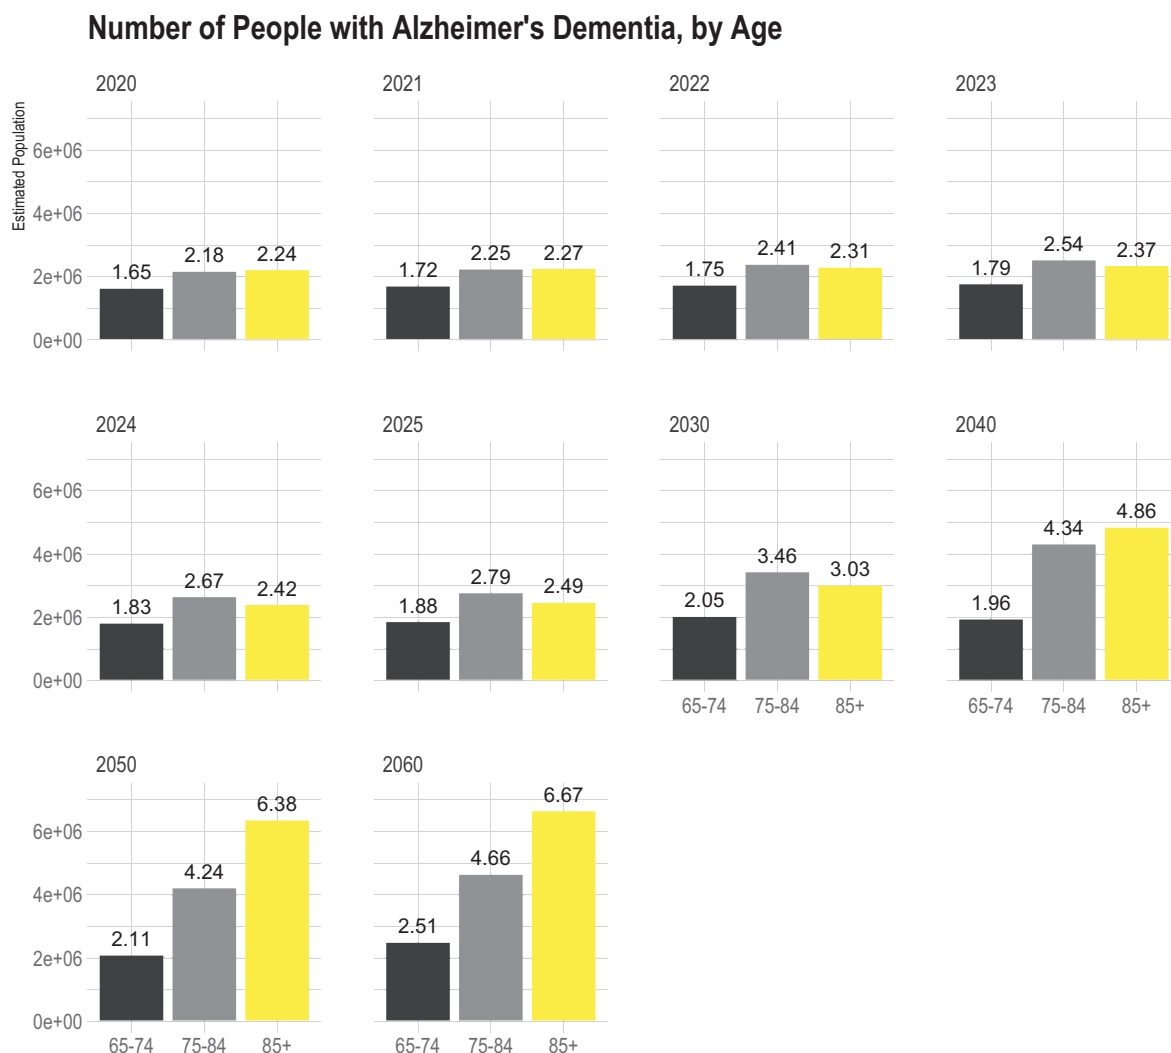 Number of People with Alzheimer's Dementia, by Age
2020
2021
2022
2023
Estimated Population
6e+06
4e+06
2e+06
0e+00
1.65
2.18
2.24
1.72
2.25
2.27
1.75
2.41
2.31
1.79
2.54
2.37
2024
2025
2030
2040
6e+06
4e+06
2e+06
0e+00
1.83
2.67
2.42
1.88
2.79
2.49
2.05
3.46
3.03
1.96
4.34
4.86
65-74 75-84 85+
65-74 75-84 85+
2050
2060
6e+06
4e+06
2e+06
0e+00
2.11
4.24
6.38
2.51
4.66
6.67
65-74 75-84 85+
65-74 75-84 85+